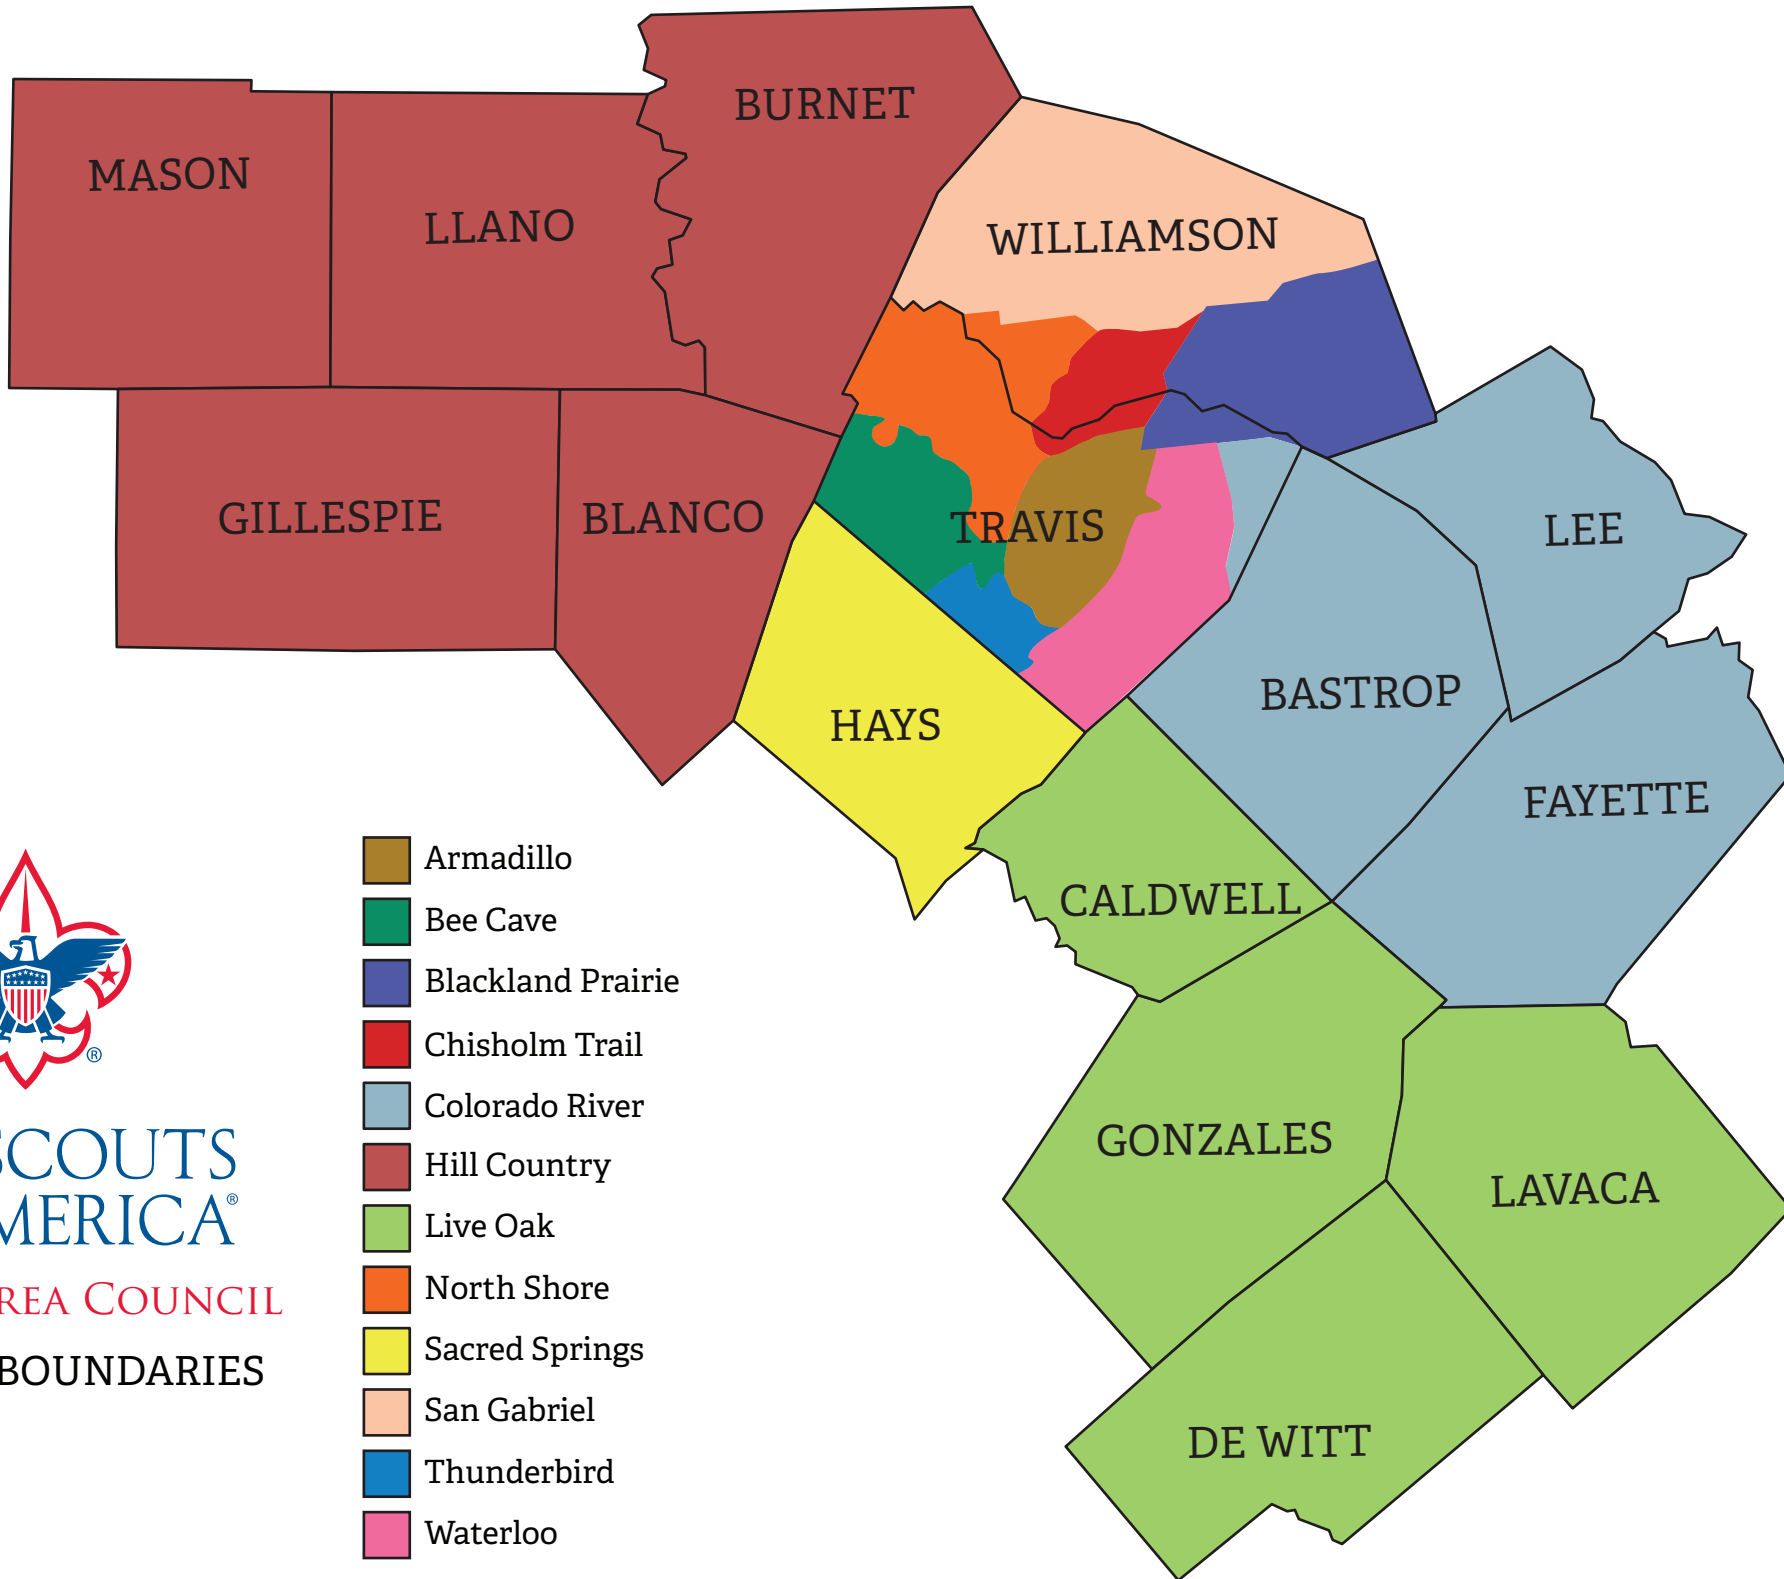 BURNET
MASON
LLANO
WILLIAMSON
GILLESPIE
BLANCO
TRAVIS
LEE
HAYS
BASTROP
FAYETTE
CALDWELL
GONZALES
LAVACA
DE WITT
®
SCOUTS
MERICA®
REA COUNCIL
BOUNDARIES
Armadillo
Bee Cave
Blackland Prairie
Chisholm Trail
Colorado River
Hill Country
Live Oak
North Shore
Sacred Springs
San Gabriel
Thunderbird
Waterloo